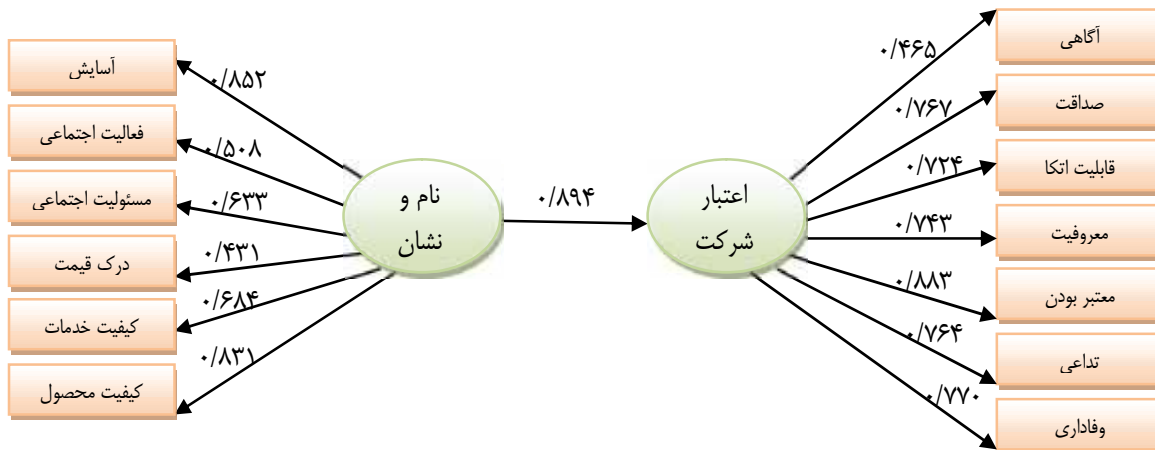 آگاهی
۰/۴۶۵
صداقت
۰/۷۶۷
قابلیت اتکا
۰/۷۲۴
معروفیت
۰/۷۴۳
معتبر بودن
۰/۸۸۳
تداعی
۰/۷۶۴
وفاداری
۰/۷۷۰
اعتبار
شرکت
۰/۸۹۴
نام و
نشان
آسایش
۰/۸۵۲
فعالیت اجتماعی
۰/۵۰۸
مسئولیت اجتماعی
۰/۶۳۳
درک قیمت
۰/۴۳۱
کیفیت خدمات
۰/۶۸۴
کیفیت محصول
۰/۸۳۱